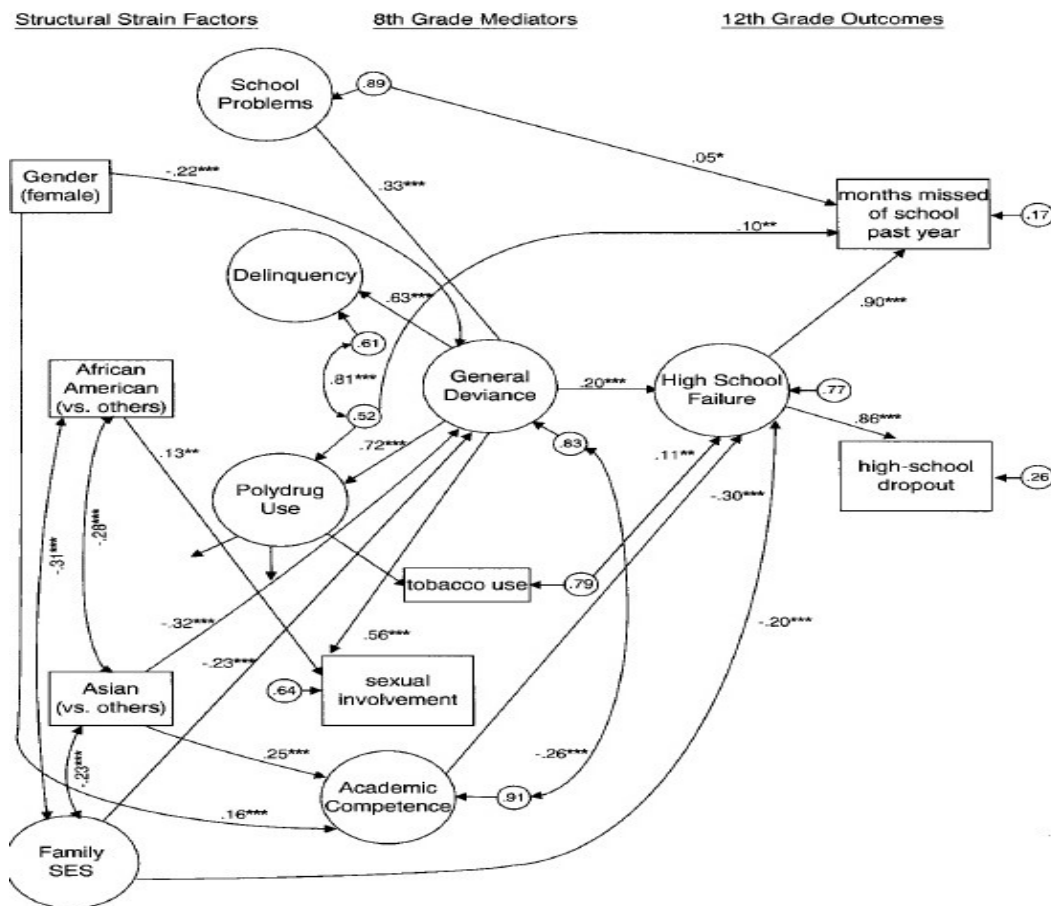 Structural Strain Factors
8th Grade Mediators
12th Grade Outcomes
School
Problems
.89
Gender
(female)
-.22***
.33***
.05*
months missed
of school
past year
.17
.10**
Delinquency
.63***
.61
.81***
.52
.90***
African
American
(vs. others)
General
Deviance
.20***
High School
Failure
.77
.86***
.13**
.72***
.83
.11**
-.30***
high-school
dropout
.26
Polydrug
Use
-.28***
-.31***
tobacco use
.79
-.32***
-.23***
.56***
-.20***
Asian
(vs. others)
.64
sexual
involvement
-.23***
.25***
-.26***
Academic
Competence
.91
.16***
Family
SES